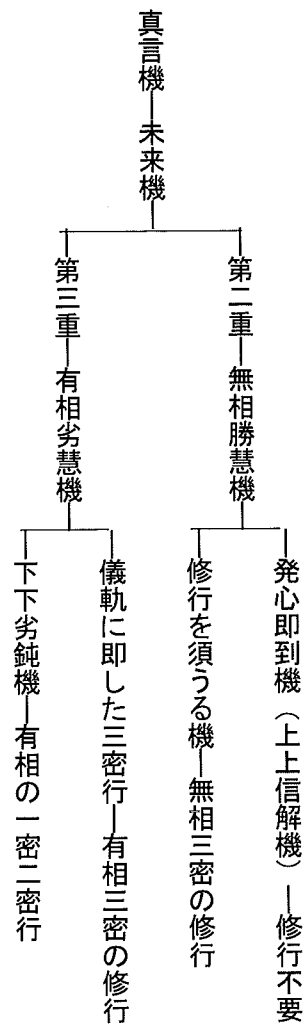 真言機―未来機
第二重―無相勝慧機
発心即到機（上上信解機）―修行不要
修行を須うる機―無相三密の修行
第三重―有相劣慧機
儀軌に即した三密行―有相三密の修行
下下劣鈍機―有相の一密二密行